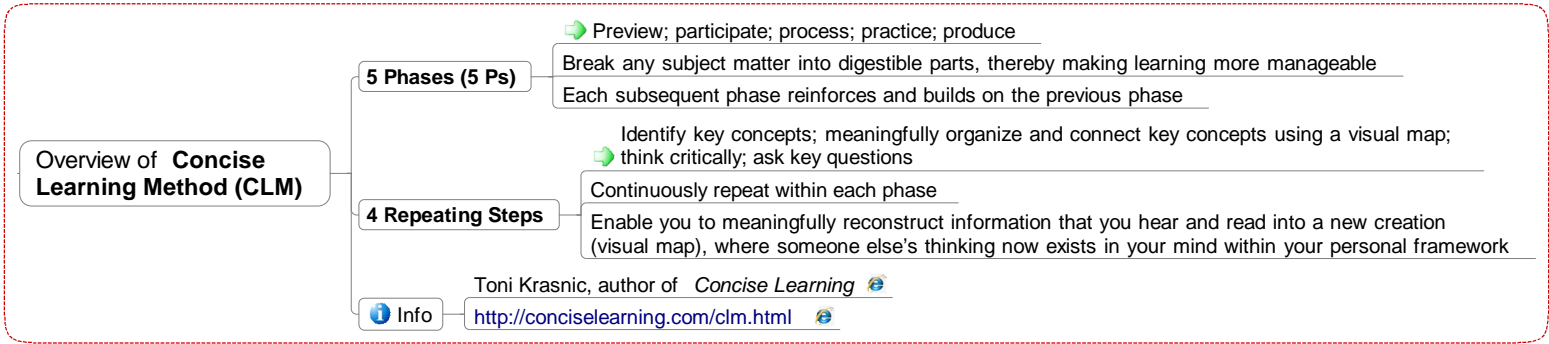 Overview of Concise
Learning Method (CLM)
5 Phases (5 Ps)
Preview; participate; process; practice; produce
Break any subject matter into digestible parts, thereby making learning more manageable
Each subsequent phase reinforces and builds on the previous phase
4 Repeating Steps
Identify key concepts; meaningfully organize and connect key concepts using a visual map;
think critically; ask key questions
Continuously repeat within each phase
Enable you to meaningfully reconstruct information that you hear and read into a new creation
(visual map), where someone else's thinking now exists in your mind within your personal framework
Info
Toni Krasnic, author of Concise Learning
http://conciselearning.com/clm.html